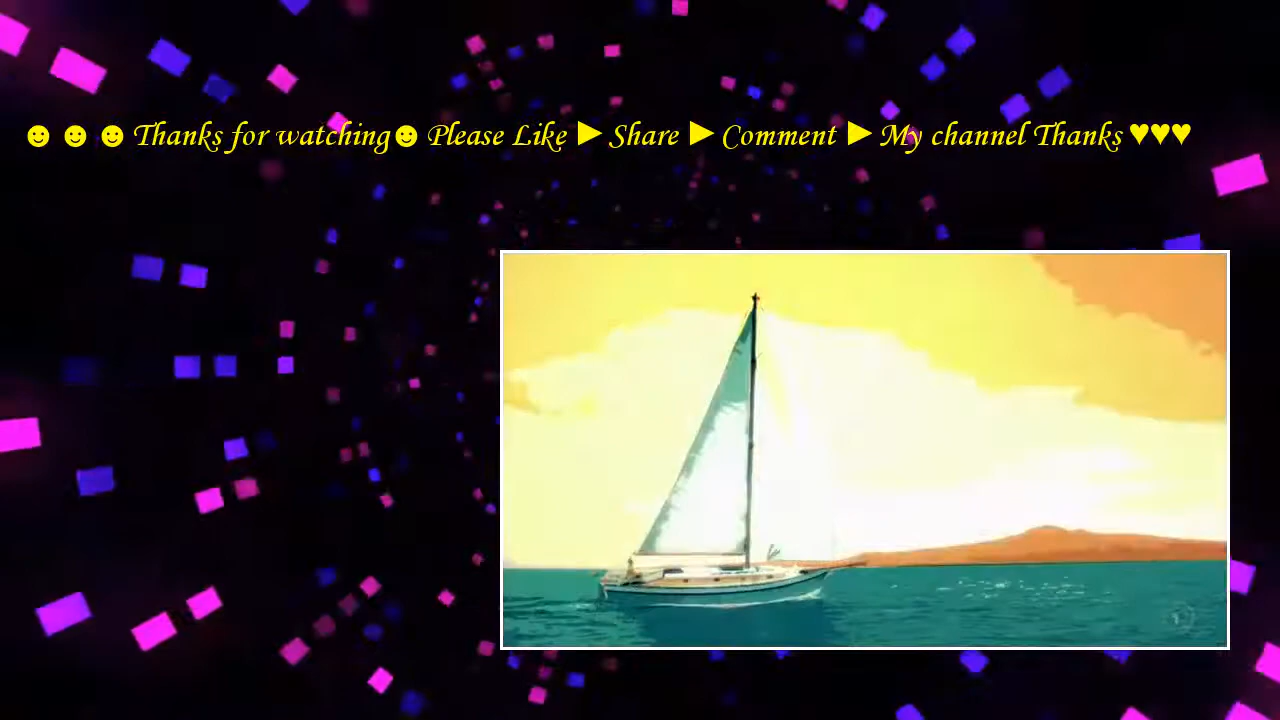 ☻ ☻ ☻ Thanks for watching☻ Please Like ► Share ► Comment ► My channel Thanks ♥♥♥